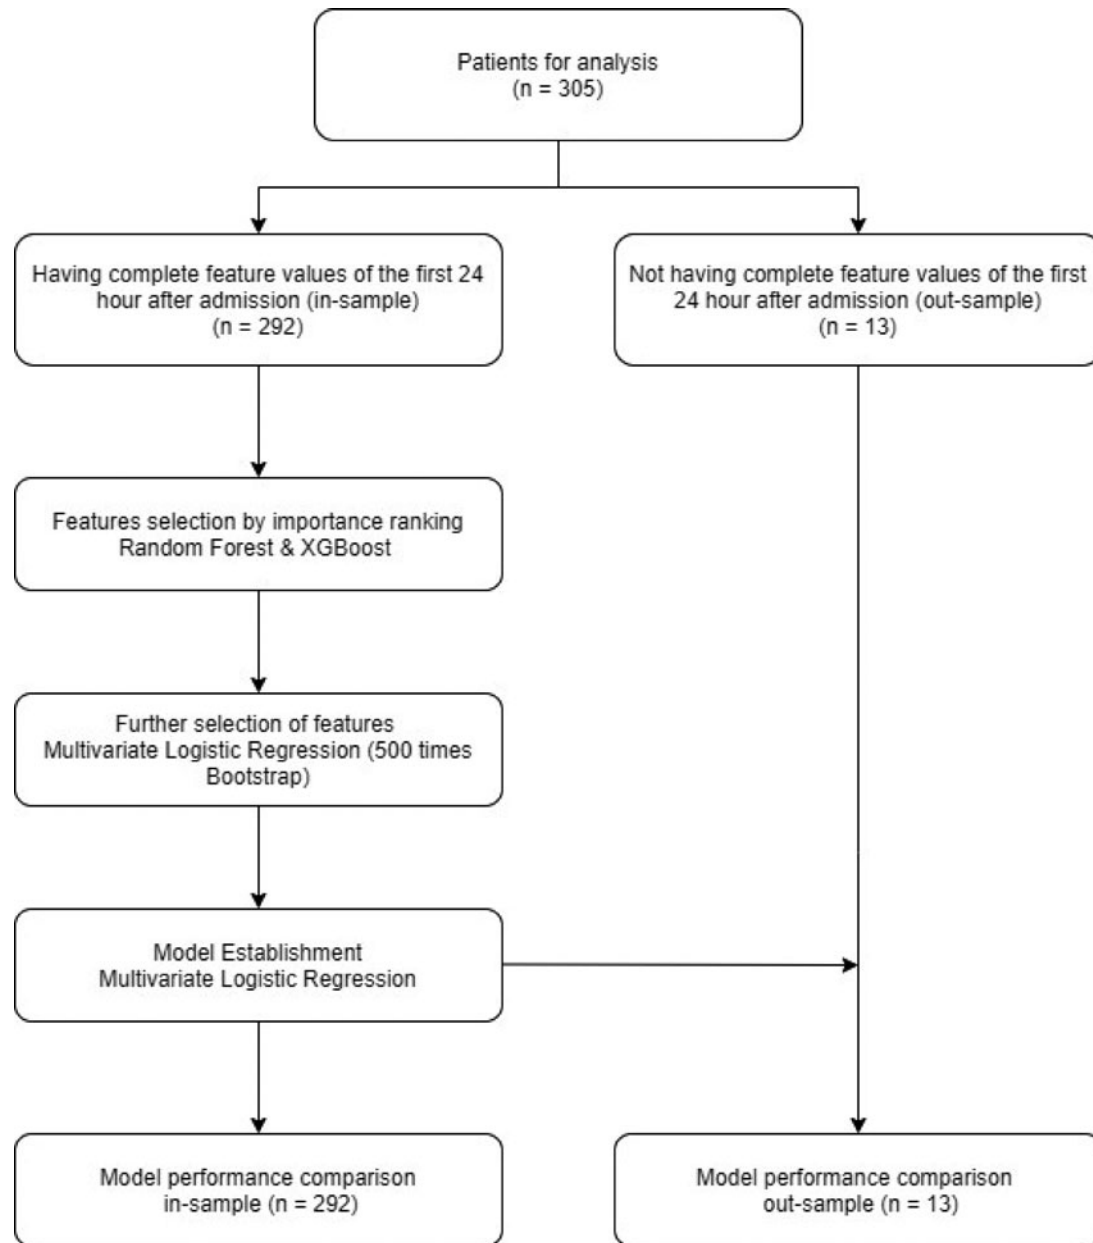 Patients for analysis
(n = 305)
Having complete feature values of the first 24
hour after admission (in-sample)
(n = 292)
Not having complete feature values of the first
24 hour after admission (out-sample)
(n = 13)
Features selection by importance ranking
Random Forest & XGBoost
Further selection of features
Multivariate Logistic Regression (500 times
Bootstrap)
Model Establishment
Multivariate Logistic Regression
Model performance comparison
in-sample (n = 292)
Model performance comparison
out-sample (n = 13)